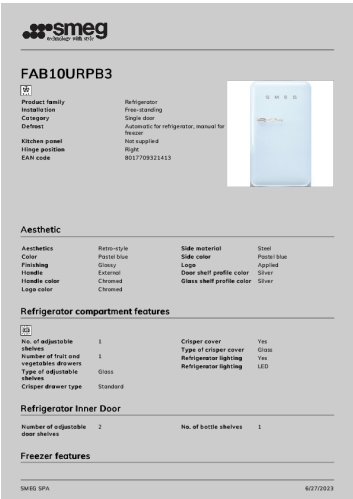 smeg
technology with style
FAB10URPB3
Product family Refrigerator
Installation Free-standing
Category Single door
Defrost Automatic for refrigerator, manual for
freezer
Kitchen panel Not supplied
Hinge position Right
EAN code 8017709321413
SMEG
Aesthetic
Aesthetics Retro-style
Color Pastel blue
Finishing Glossy
Handle External
Handle color Chromed
Logo color Chromed
Side material Steel
Side color Pastel blue
Logo Applied
Door shelf profile color Silver
Glass shelf profile color Silver
Refrigerator compartment features
No. of adjustable
shelves 1
Number of fruit and
vegetables drawers 1
Type of adjustable
shelves Glass
Crisper drawer type Standard
Crisper cover Yes
Type of crisper cover Glass
Refrigerator lighting Yes
Refrigerator lighting LED
Refrigerator Inner Door
Number of adjustable
door shelves 2
No. of bottle shelves 1
Freezer features
SMEG SPA 6/27/2023